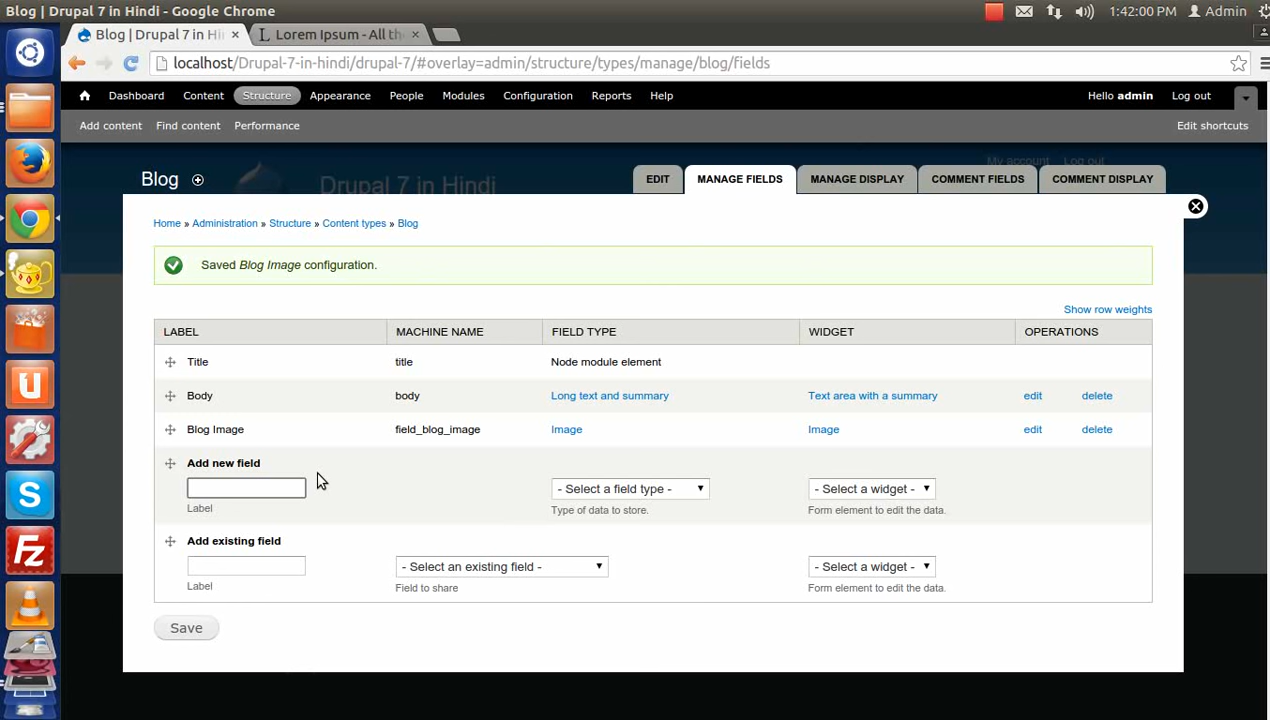 Blog | Drupal 7 in Hindi - Google Chrome
1:42:00 PM
Admin
Blog | Drupal 7 in Hi
Lorem Ipsum - All the
localhost/Drupal-7-in-hindi/drupal-7/#overlay=admin/structure/types/manage/blog/fields
Dashboard Content Structure Appearance People Modules Configuration Reports Help
Hello admin Log out
Add content Find content Performance
Edit shortcuts
My account Log out
Drupal 7 in Hindi
Blog
EDIT MANAGE FIELDS MANAGE DISPLAY COMMENT FIELDS COMMENT DISPLAY
Home » Administration » Structure » Content types » Blog
Saved Blog Image configuration.
Show row weights
LABEL MACHINE NAME FIELD TYPE WIDGET OPERATIONS
Title title Node module element
Body body Long text and summary Text area with a summary edit delete
Blog Image field_blog_image Image Image edit delete
Add new field
- Select a field type - - Select a widget -
Label Type of data to store. Form element to edit the data.
Add existing field
- Select an existing field - - Select a widget -
Label Field to share Form element to edit the data.
Save